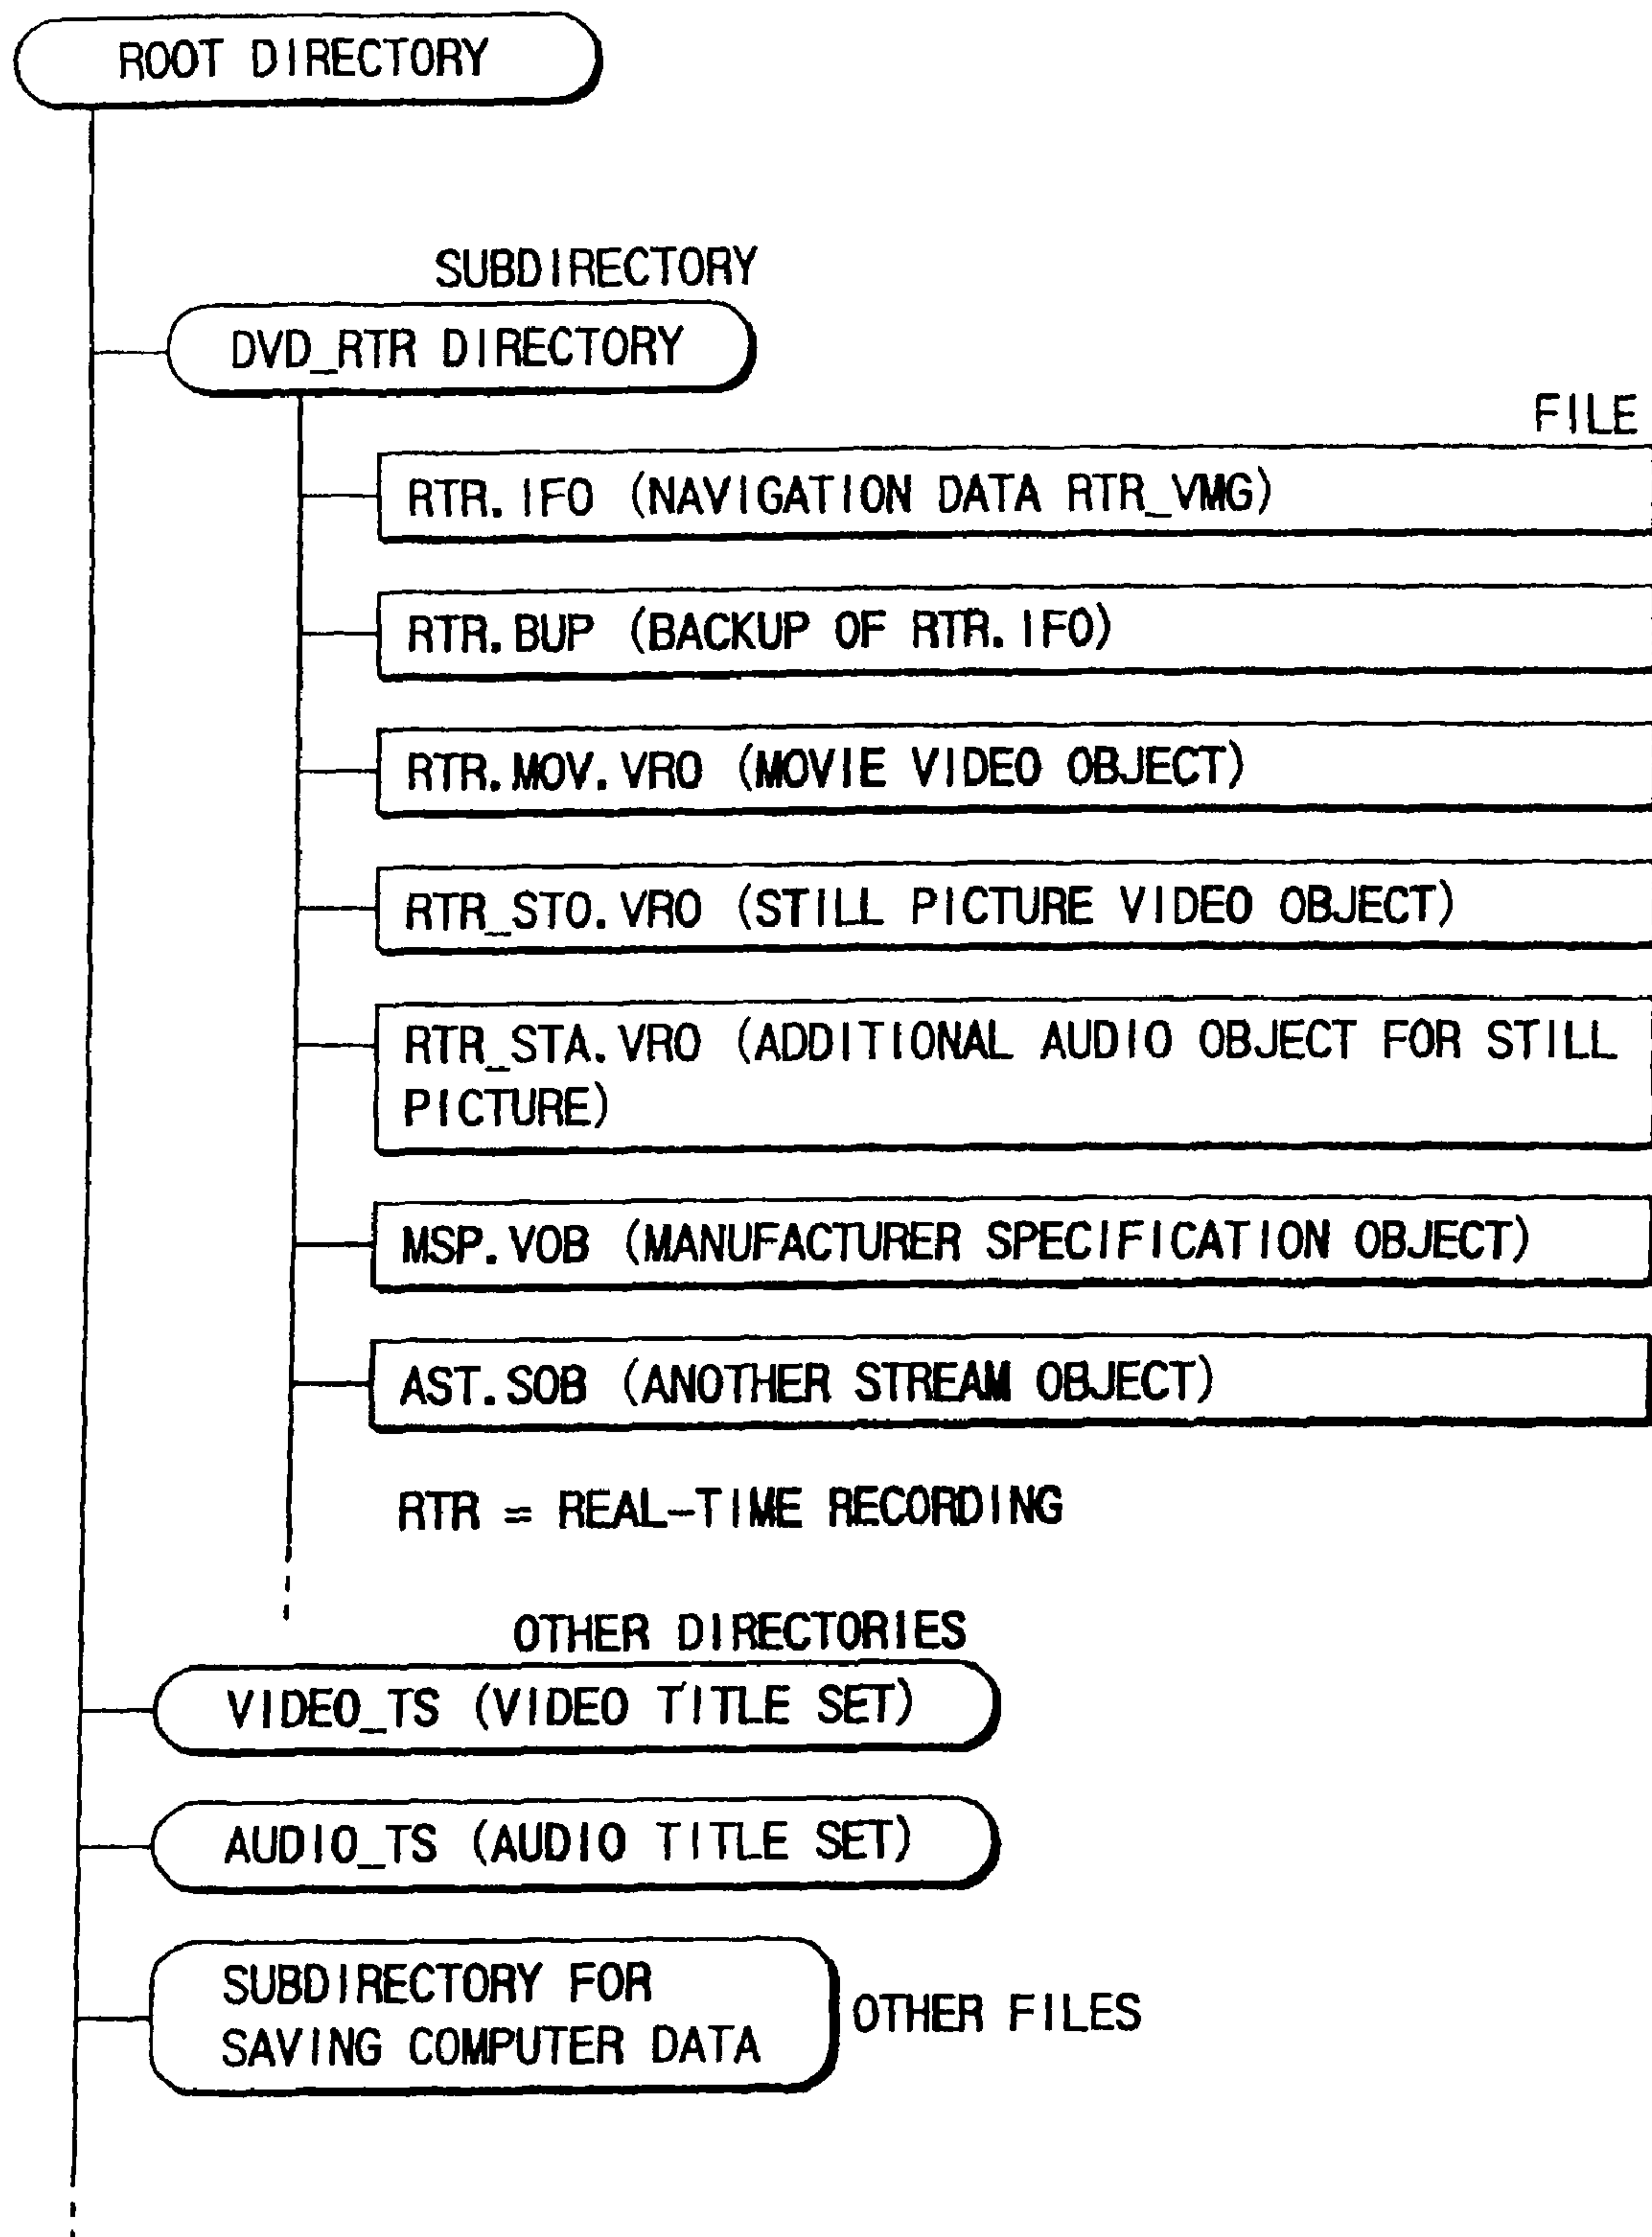 ROOT DIRECTORY
SUBDIRECTORY
DVD_RTR DIRECTORY
FILE
RTR.IFO (NAVIGATION DATA RTR_VMG)
RTR.BUP (BACKUP OF RTR.IFO)
RTR.MOV.VRO (MOVIE VIDEO OBJECT)
RTR_STO.VRO (STILL PICTURE VIDEO OBJECT)
RTR_STA.VRO (ADDITIONAL AUDIO OBJECT FOR STILL
PICTURE)
MSP.VOB (MANUFACTURER SPECIFICATION OBJECT)
AST.SOB (ANOTHER STREAM OBJECT)
RTR = REAL-TIME RECORDING
OTHER DIRECTORIES
VIDEO_TS (VIDEO TITLE SET)
AUDIO_TS (AUDIO TITLE SET)
SUBDIRECTORY FOR
SAVING COMPUTER DATA
OTHER FILES